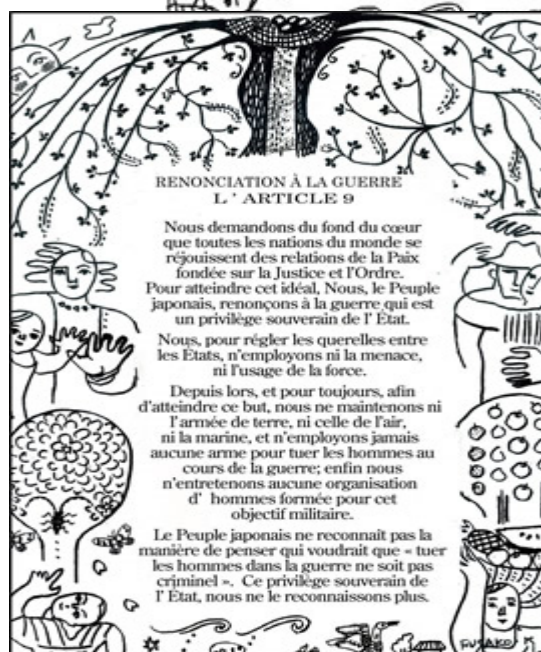 RENONCIATION À LA GUERRE
L ' ARTICLE 9
Nous demandons du fond du cœur
que toutes les nations du monde se
réjouissent des relations de la Paix
fondée sur la Justice et l'Ordre.
Pour atteindre cet idéal, Nous, le Peuple
japonais, renonçons à la guerre qui est
un privilège souverain de l' État.
Nous, pour régler les querelles entre
les États, n'employons ni la menace,
ni l'usage de la force.
Depuis lors, et pour toujours, afin
d'atteindre ce but, nous ne maintenons ni
l'armée de terre, ni celle de l'air,
ni la marine, et n'employons jamais
aucune arme pour tuer les hommes au
cours de la guerre; enfin nous
n'entretenons aucune organisation
d' hommes formée pour cet
objectif militaire.
Le Peuple japonais ne reconnaît pas la
manière de penser qui voudrait que « tuer
les hommes dans la guerre ne soit pas
criminel ». Ce privilège souverain de
l' État, nous ne le reconnaissons plus.
FUSAKO K